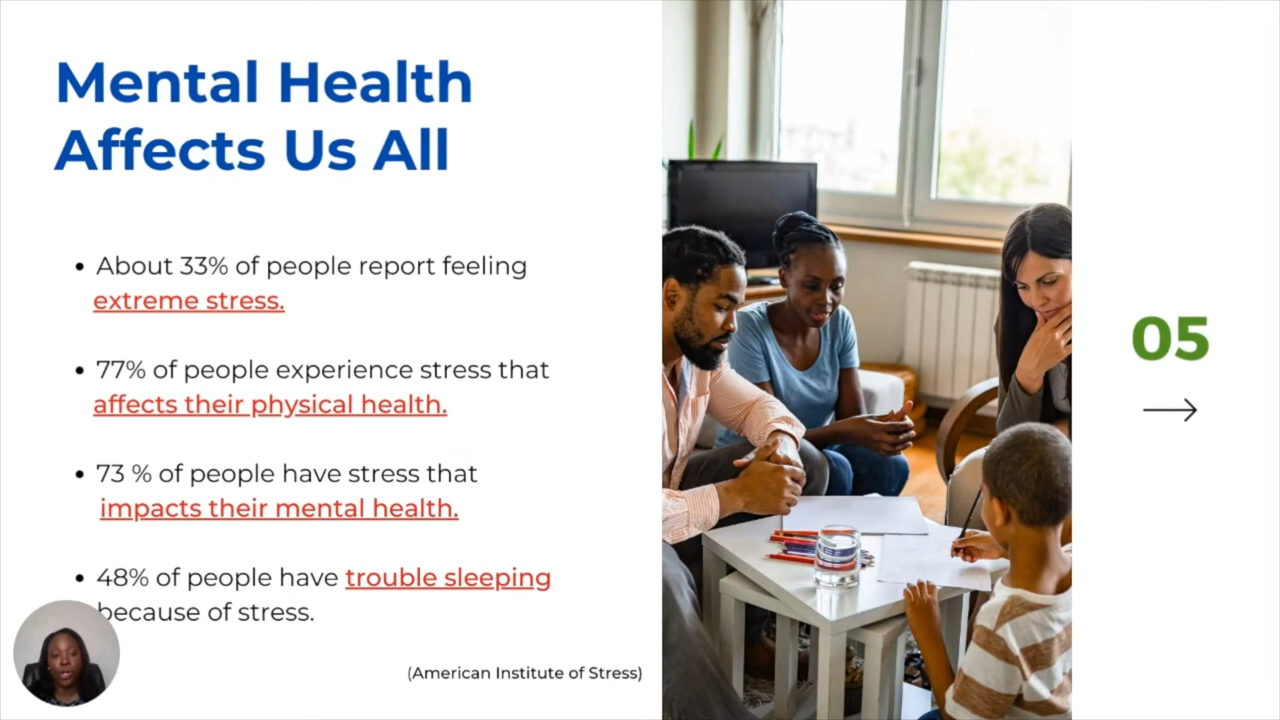 Mental Health
Affects Us All
• About 33% of people report feeling
extreme stress.
• 77% of people experience stress that
affects their physical health.
• 73 % of people have stress that
impacts their mental health.
• 48% of people have trouble sleeping
because of stress.
(American Institute of Stress)
05